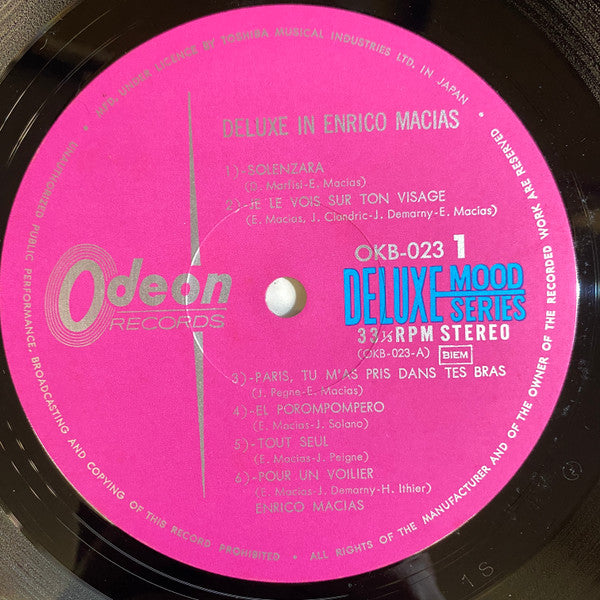 • MFD. UNDER LICENCE BY TOSHIBA MUSICAL INDUSTRIES LTD. IN JAPAN •
DELUXE IN ENRICO MACIAS
1)-SOLENZARA
(D. Marfisi-E. Macias)
2)-JE LE VOIS SUR TON VISAGE
(E. Macias, J. Clandric-J. Demarny-E. Macias)
Odeon
RECORDS
OKB-023 1
DELUXE MOOD SERIES
33⅓RPM STEREO
(OKB-023-A) BIEM
3)-PARIS, TU M'AS PRIS DANS TES BRAS
(J. Pegne-E. Macias)
4)-EL POROMPOMPERO
(E. Macias-J. Solano)
5)-TOUT SEUL
(E. Macias-J. Peigne)
6)-POUR UN VOILIER
(E. Macias-J. Demarny-H. Ithier)
ENRICO MACIAS
UNAUTHORIZED PUBLIC PERFORMANCE, BROADCASTING AND COPYING OF THIS RECORD PROHIBITED • ALL RIGHTS OF THE MANUFACTURER AND OF THE OWNER OF THE RECORDED WORK ARE RESERVED
1S